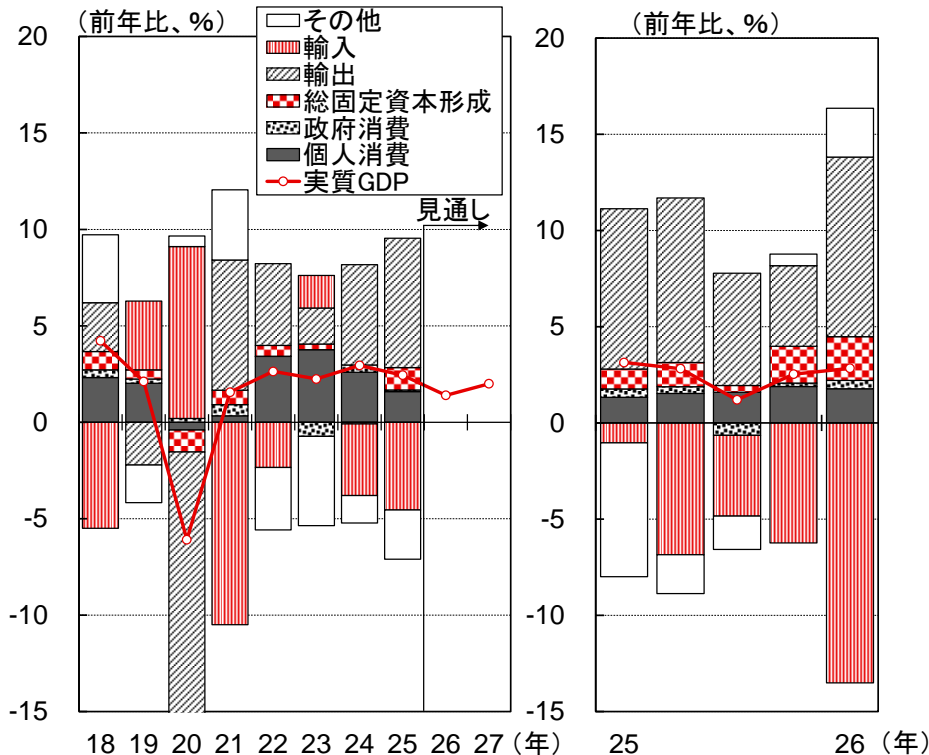 （前年比、%）
20
15
10
5
0
-5
-10
-15
その他
輸入
輸出
総固定資本形成
政府消費
個人消費
実質GDP
見通し
18 19 20 21 22 23 24 25 26 27（年）
（前年比、%）
20
15
10
5
0
-5
-10
-15
25 26（年）